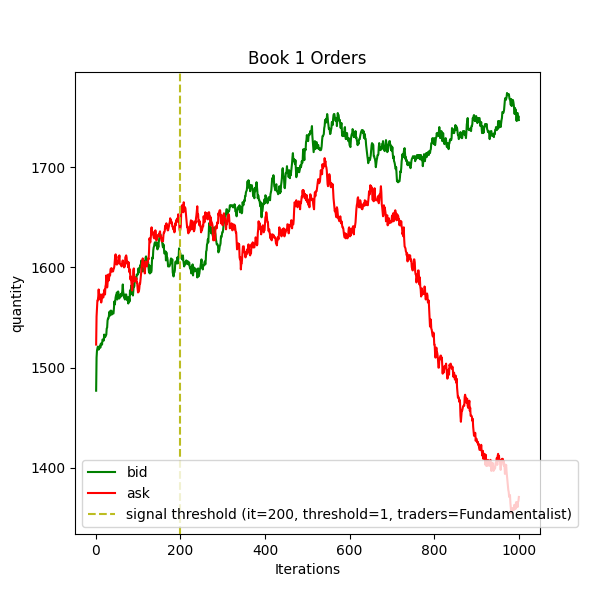 Book 1 Orders
quantity
1700
1600
1500
1400
bid
ask
signal threshold (it=200, threshold=1, traders=Fundamentalist)
0 200 400 600 800 1000
Iterations